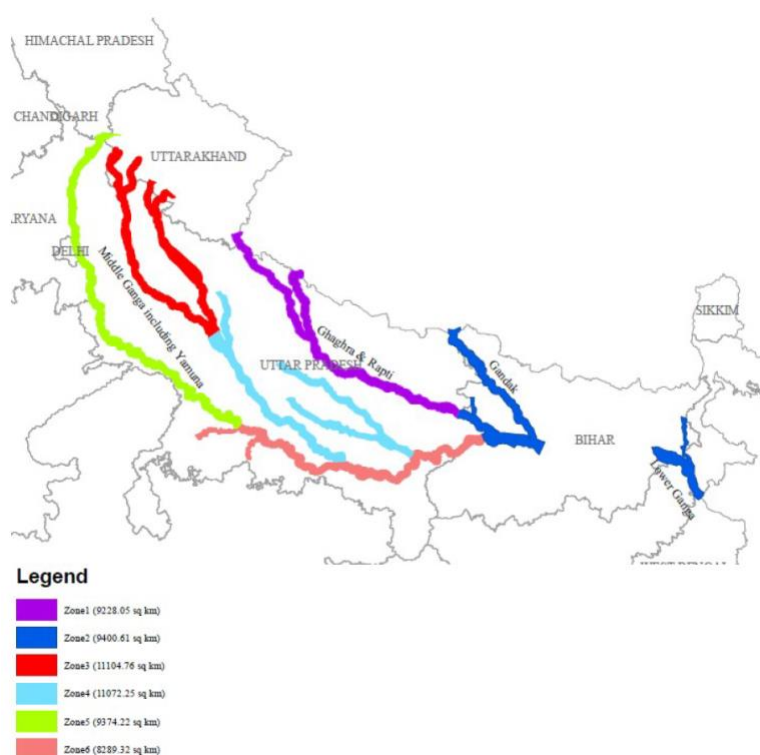 HIMACHAL PRADESH
CHANDIGARH
UTTARAKHAND
ARYANA
DELHI
Middle Ganga including Yamuna
SIKKIM
Ghaghra & Rapti
UTTAR PRADESH
Gandak
BIHAR
Lower Ganga
Legend
Zone1 (9228.05 sq km)
Zone2 (9400.61 sq km)
Zone3 (11104.76 sq km)
Zone4 (11072.25 sq km)
Zone5 (9374.22 sq km)
Zone6 (8289.32 sq km)